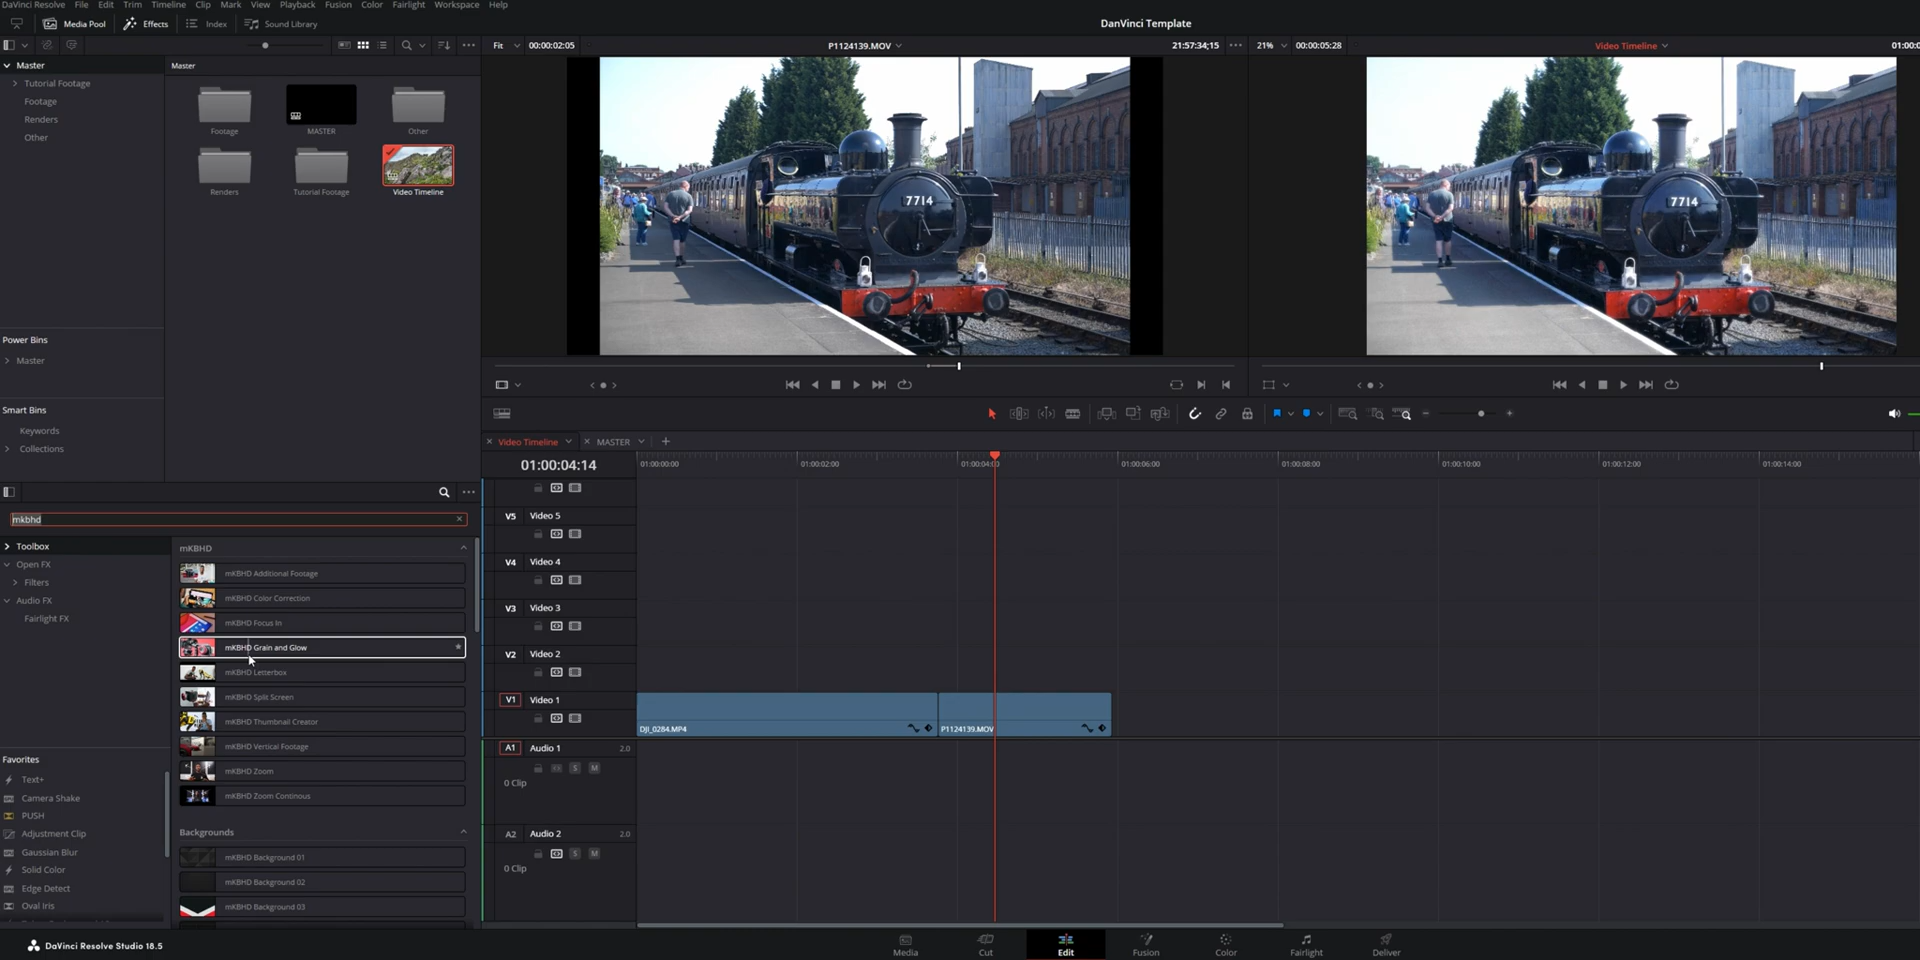 DaVinci Resolve File Edit Trim Timeline Clip Mark View Playback Fusion Color Fairlight Workspace Help
Media Pool Effects Index Sound Library
DanVinci Template
Fit 00:00:02:05 P1124139.MOV 21:57:34;15
21% 00:00:05:28 Video Timeline 01:00:0
Master
Tutorial Footage
Footage
Renders
Other
Master
Footage MASTER Other
Renders Tutorial Footage Video Timeline
7714
7714
Power Bins
Master
Smart Bins
Keywords
Collections
mkbhd
Toolbox
Open FX
Filters
Audio FX
Fairlight FX
mKBHD
mKBHD Additional Footage
mKBHD Color Correction
mKBHD Focus In
mKBHD Grain and Glow
mKBHD Letterbox
mKBHD Split Screen
mKBHD Thumbnail Creator
mKBHD Vertical Footage
mKBHD Zoom
mKBHD Zoom Continous
Backgrounds
mKBHD Background 01
mKBHD Background 02
mKBHD Background 03
Favorites
Text+
Camera Shake
PUSH
Adjustment Clip
Gaussian Blur
Solid Color
Edge Detect
Oval Iris
Video Timeline MASTER
01:00:04:14
01:00:00:00 01:00:02:00 01:00:04:0 01:00:06:00 01:00:08:00 01:00:10:00 01:00:12:00 01:00:14:00
V5 Video 5
V4 Video 4
V3 Video 3
V2 Video 2
V1 Video 1
DJI_0284.MP4 P1124139.MOV
A1 Audio 1 2.0
S M
0 Clip
A2 Audio 2 2.0
S M
0 Clip
DaVinci Resolve Studio 18.5
Media Cut Edit Fusion Color Fairlight Deliver